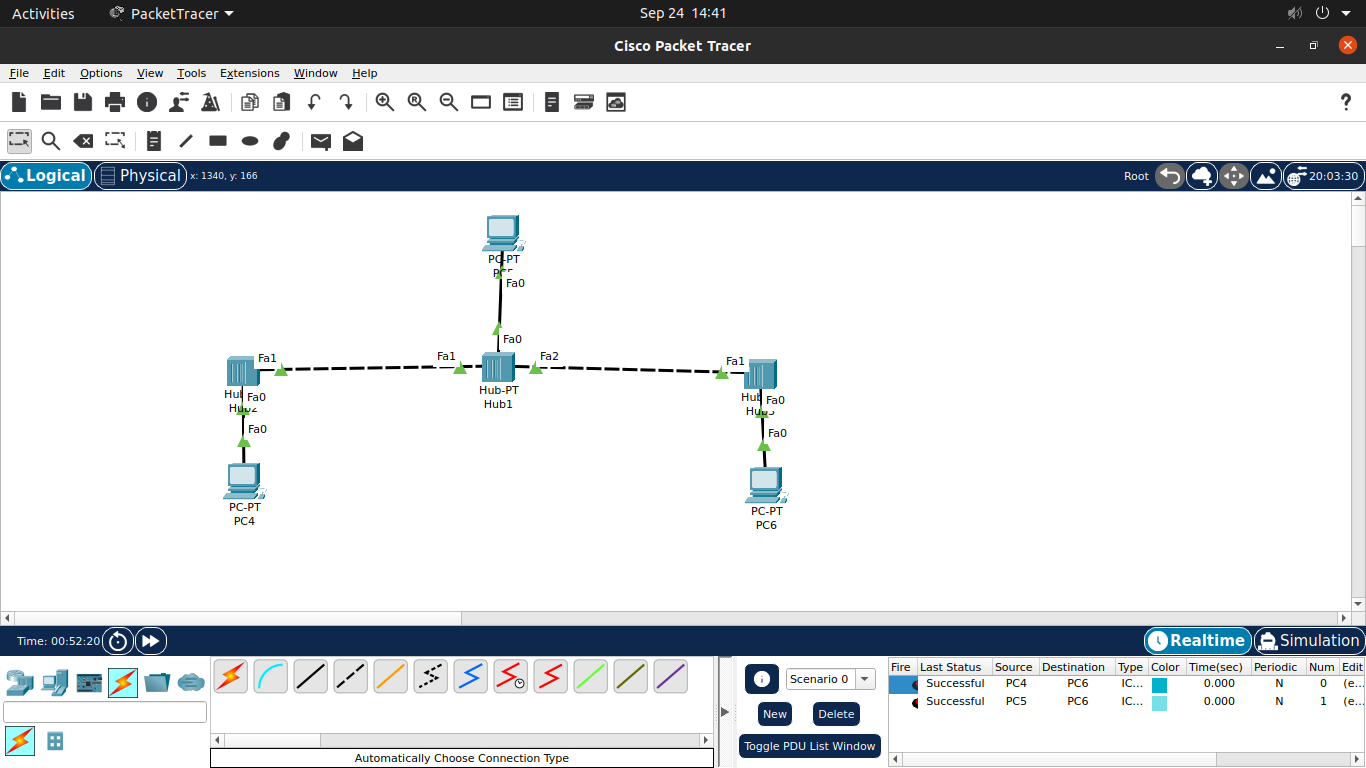 Activities PacketTracer Sep 24 14:41
Cisco Packet Tracer
File Edit Options View Tools Extensions Window Help
Logical Physical x: 1340, y: 166 Root 20:03:30
PC-PT
Fa0
Fa0
Fa1 Fa1 Fa2 Fa1
Hub-PT
Hub1
Hub Fa0
Hub2
Hub Fa0
Fa0 Fa0
PC-PT
PC4
PC-PT
PC6
Time: 00:52:20 Realtime Simulation
Automatically Choose Connection Type
Scenario 0
New Delete
Toggle PDU List Window
Fire Last Status Source Destination Type Color Time(sec) Periodic Num Edit
Successful PC4 PC6 IC... 0.000 N 0 (e...
Successful PC5 PC6 IC... 0.000 N 1 (e...